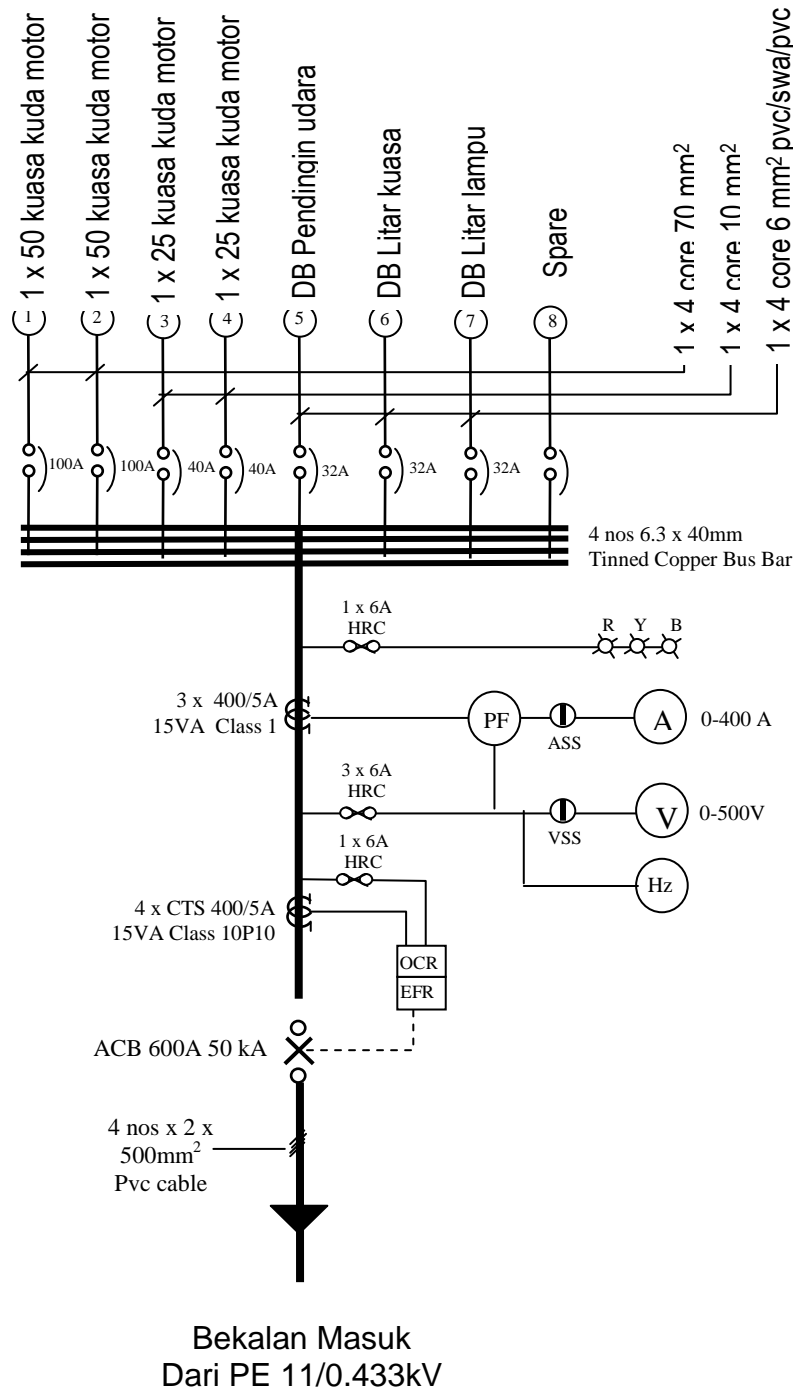 1 x 50 kuasa kuda motor
1 x 50 kuasa kuda motor
1 x 25 kuasa kuda motor
1 x 25 kuasa kuda motor
DB Pendingin udara
DB Litar kuasa
DB Litar lampu
Spare
1 x 4 core 70 mm²
1 x 4 core 10 mm²
1 x 4 core 6 mm² pvc/swa/pvc
1
2
3
4
5
6
7
8
100A
100A
40A
40A
32A
32A
32A
4 nos 6.3 x 40mm
Tinned Copper Bus Bar
1 x 6A
HRC
R Y B
3 x 400/5A
15VA Class 1
PF
ASS
A
0-400 A
3 x 6A
HRC
VSS
V
0-500V
1 x 6A
HRC
Hz
4 x CTS 400/5A
15VA Class 10P10
OCR
EFR
ACB 600A 50 kA
4 nos x 2 x
500mm²
Pvc cable
Bekalan Masuk
Dari PE 11/0.433kV